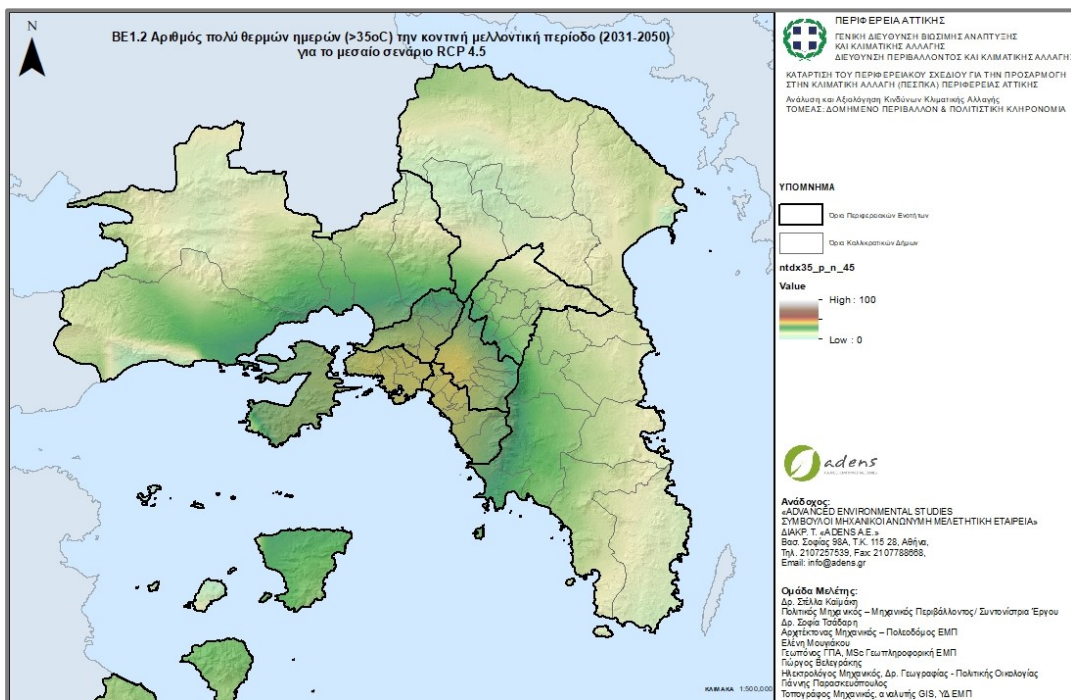 N
ΒΕ1.2 Αριθμός πολύ θερμών ημερών (>35οC) την κοντινή μελλοντική περίοδο (2031-2050)
για το μεσαίο σενάριο RCP 4.5
ΠΕΡΙΦΕΡΕΙΑ ΑΤΤΙΚΗΣ
ΓΕΝΙΚΗ ΔΙΕΥΘΥΝΣΗ ΒΙΩΣΙΜΗΣ ΑΝΑΠΤΥΞΗΣ
ΚΑΙ ΚΛΙΜΑΤΙΚΗΣ ΑΛΛΑΓΗΣ
ΔΙΕΥΘΥΝΣΗ ΠΕΡΙΒΑΛΛΟΝΤΟΣ ΚΑΙ ΚΛΙΜΑΤΙΚΗΣ ΑΛΛΑΓΗΣ
ΚΑΤΑΡΤΙΣΗ ΤΟΥ ΠΕΡΙΦΕΡΕΙΑΚΟΥ ΣΧΕΔΙΟΥ ΓΙΑ ΤΗΝ ΠΡΟΣΑΡΜΟΓΗ
ΣΤΗΝ ΚΛΙΜΑΤΙΚΗ ΑΛΛΑΓΗ (ΠΕΣΠΚΑ) ΠΕΡΙΦΕΡΕΙΑΣ ΑΤΤΙΚΗΣ
Ανάλυση και Αξιολόγηση Κινδύνων Κλιματικής Αλλαγής
ΤΟΜΕΑΣ: ΔΟΜΗΜΕΝΟ ΠΕΡΙΒΑΛΛΟΝ & ΠΟΛΙΤΙΣΤΙΚΗ ΚΛΗΡΟΝΟΜΙΑ
ΥΠΟΜΝΗΜΑ
Όρια Περιφερειακών Ενοτήτων
Όρια Καλλικρατικών Δήμων
ntdx35_p_n_45
Value
High : 100
Low : 0
adens
Ανάδοχος:
«ADVANCED ENVIRONMENTAL STUDIES
ΣΥΜΒΟΥΛΟΙ ΜΗΧΑΝΙΚΟΙ ΑΝΩΝΥΜΗ ΜΕΛΕΤΗΤΙΚΗ ΕΤΑΙΡΕΙΑ»
ΔΙΑΚΡ. Τ. «ADENS Α.Ε.»
Βασ. Σοφίας 98Α, Τ.Κ. 115 28, Αθήνα,
Τηλ. 2107257539, Fax: 2107788668,
Email: info@adens.gr
Ομάδα Μελέτης:
Δρ. Στέλλα Καϊμάκη
Πολιτικός Μηχανικός – Μηχανικός Περιβάλλοντος/ Συντονίστρια Έργου
Δρ. Σοφία Τσάδαρη
Αρχιτέκτονας Μηχανικός – Πολεοδόμος ΕΜΠ
Ελένη Μουγιάκου
Γεωπόνος ΓΠΑ, MSc Γεωπληροφορική ΕΜΠ
Γιώργος Βελεγράκης
Ηλεκτρολόγος Μηχανικός, Δρ. Γεωγραφίας - Πολιτικής Οικολογίας
Γιάννης Παρασκευόπουλος
Τοπογράφος Μηχανικός, αναλυτής GIS, ΥΔ ΕΜΠ
ΚΛΙΜΑΚΑ 1:500,000